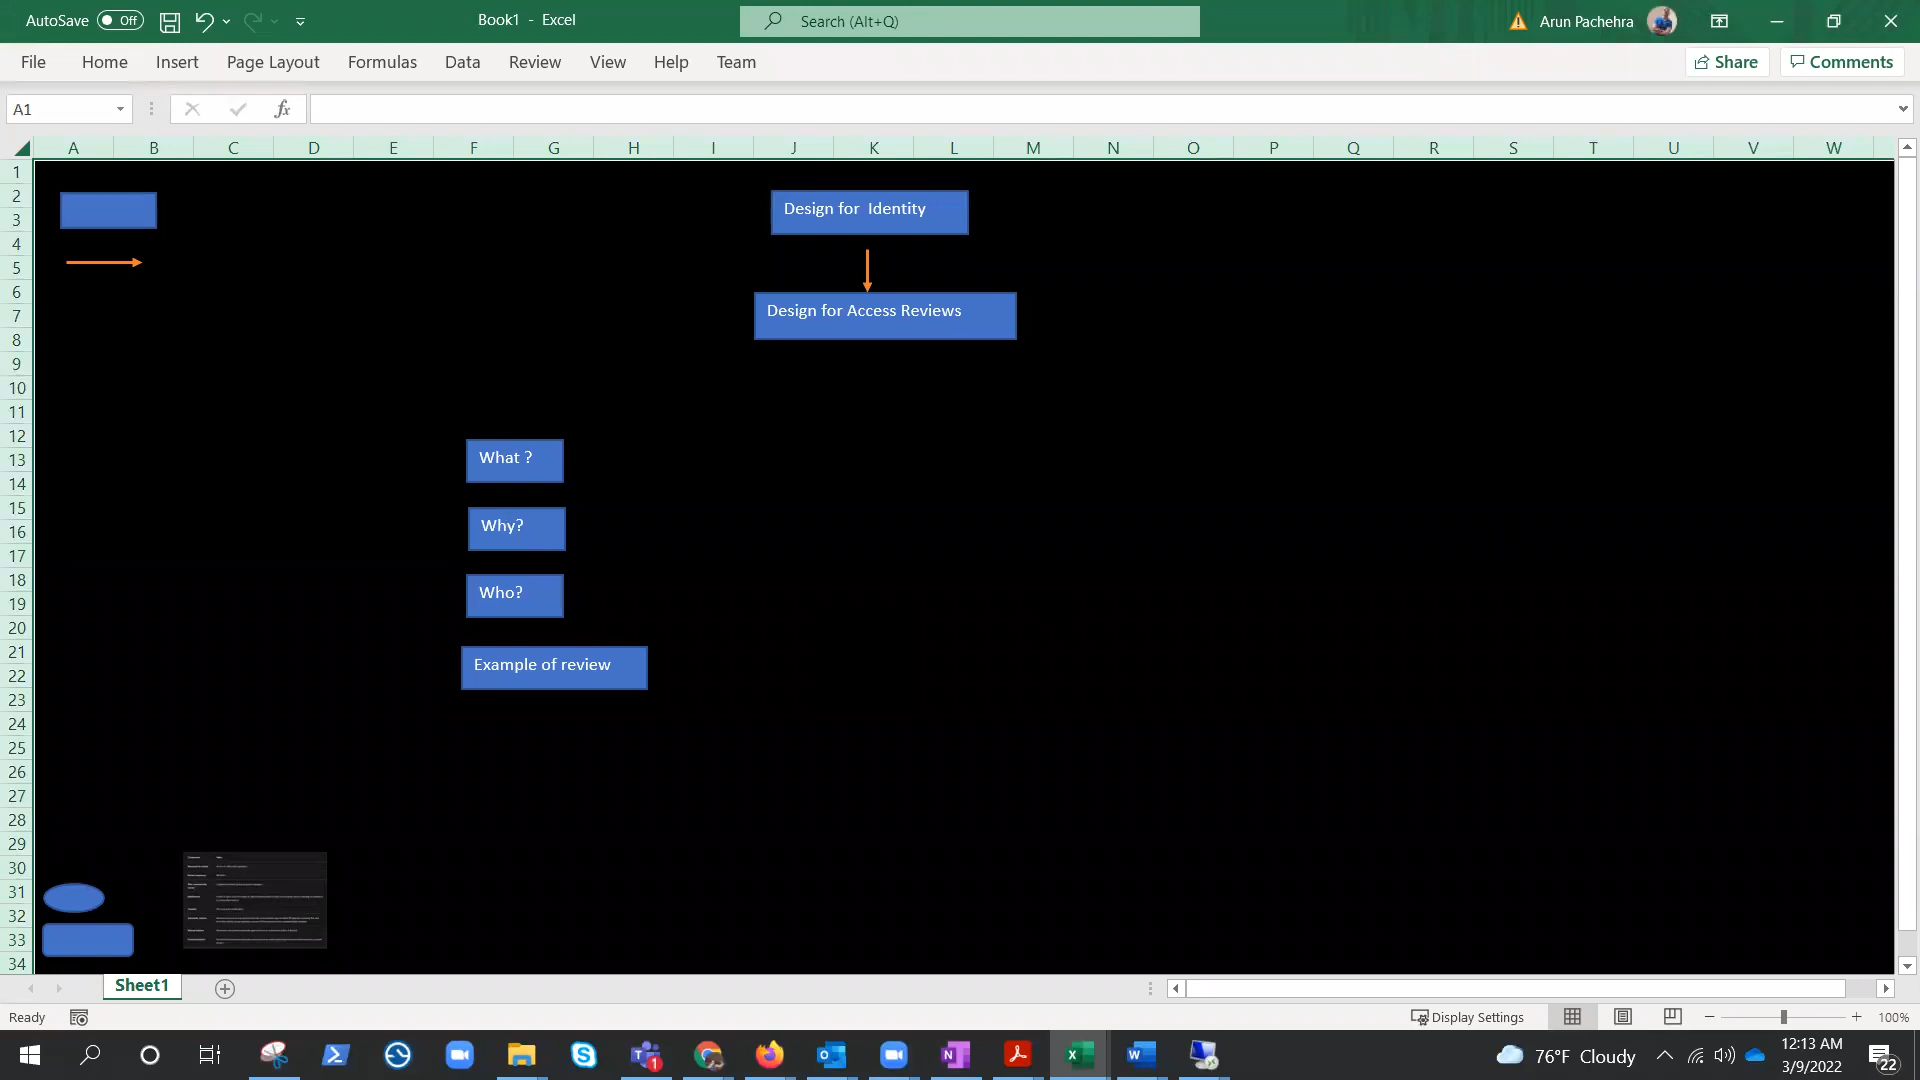 AutoSave Off
Book1 - Excel
Search (Alt+Q)
Arun Pachehra
File Home Insert Page Layout Formulas Data Review View Help Team
Share Comments
A1
fx
A B C D E F G H I J K L M N O P Q R S T U V W
1
2
3
4
5
6
7
8
9
10
11
12
13
14
15
16
17
18
19
20
21
22
23
24
25
26
27
28
29
30
31
32
33
34
Design for Identity
Design for Access Reviews
What ?
Why?
Who?
Example of review
Sheet1
Ready
Display Settings
100%
76°F Cloudy
12:13 AM
3/9/2022
1
22